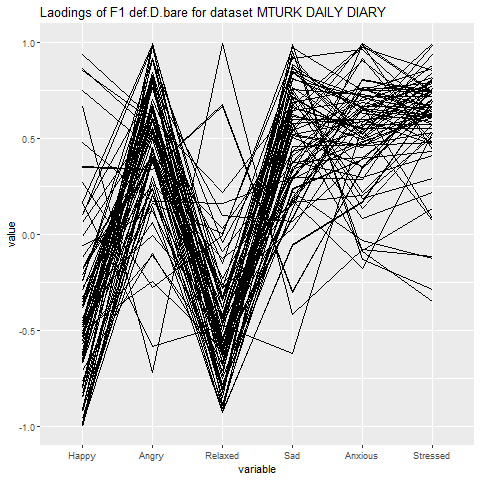 Laodings of F1 def.D.bare for dataset MTURK DAILY DIARY
1.0
0.5
0.0
-0.5
-1.0
value
Happy Angry Relaxed Sad Anxious Stressed
variable